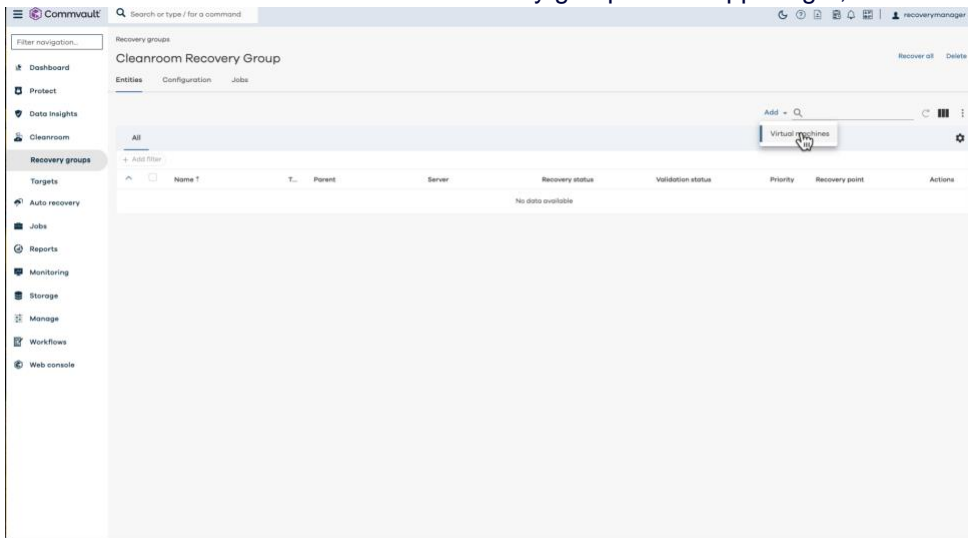 Commvault
Search or type / for a command
recoverymanager
Filter navigation...
Dashboard
Protect
Data Insights
Cleanroom
Recovery groups
Targets
Auto recovery
Jobs
Reports
Monitoring
Storage
Manage
Workflows
Web console
Recovery groups
Cleanroom Recovery Group
Recover all Delete
Entities Configuration Jobs
Add
Virtual machines
All
+ Add filter
Name ↑ T... Parent Server Recovery status Validation status Priority Recovery point Actions
No data available